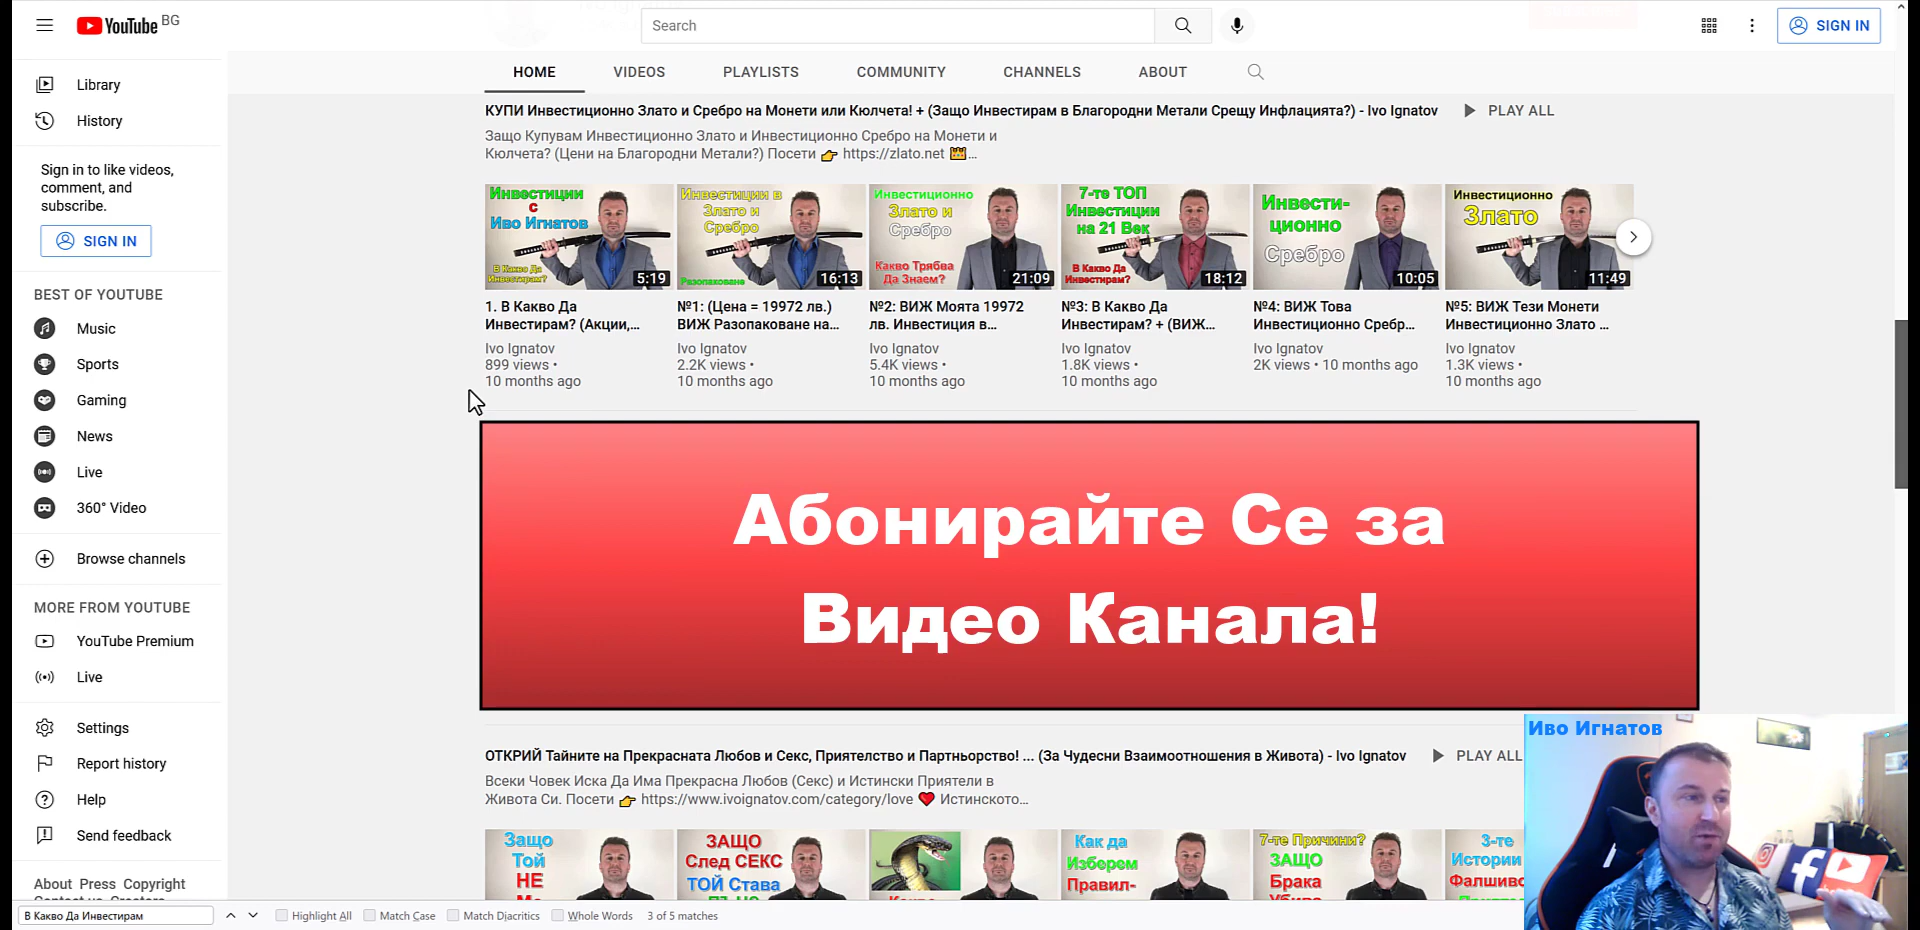 YouTube BG
Search
SIGN IN
HOME VIDEOS PLAYLISTS COMMUNITY CHANNELS ABOUT
Library
History
Sign in to like videos,
comment, and
subscribe.
SIGN IN
BEST OF YOUTUBE
Music
Sports
Gaming
News
Live
360° Video
Browse channels
MORE FROM YOUTUBE
YouTube Premium
Live
Settings
Report history
Help
Send feedback
About Press Copyright
КУПИ Инвестиционно Злато и Сребро на Монети или Кюлчета! + (Защо Инвестирам в Благородни Метали Срещу Инфлацията?) - Ivo Ignatov
PLAY ALL
Защо Купувам Инвестиционно Злато и Инвестиционно Сребро на Монети и
Кюлчета? (Цени на Благородни Метали?) Посети 👉 https://zlato.net 👑...
Инвестиции
с
Иво Игнатов
В Какво Да
Инвестирам?
5:19
1. В Какво Да
Инвестирам? (Акции,...
Ivo Ignatov
899 views •
10 months ago
Инвестиции в
Злато и
Сребро
Разопаковане
16:13
№1: (Цена = 19972 лв.)
ВИЖ Разопаковане на...
Ivo Ignatov
2.2K views •
10 months ago
Инвестиционно
Злато и
Сребро
Какво Трябва
Да Знаем?
21:09
№2: ВИЖ Моята 19972
лв. Инвестиция в...
Ivo Ignatov
5.4K views •
10 months ago
7-те ТОП
Инвестиции
на 21 Век
В Какво Да
Инвестирам?
18:12
№3: В Какво Да
Инвестирам? + (ВИЖ...
Ivo Ignatov
1.8K views •
10 months ago
Инвести-
ционно
Сребро
10:05
№4: ВИЖ Това
Инвестиционно Сребр...
Ivo Ignatov
2K views • 10 months ago
Инвестиционно
Злато
11:49
№5: ВИЖ Тези Монети
Инвестиционно Злато ...
Ivo Ignatov
1.3K views •
10 months ago
Абонирайте Се за
Видео Канала!
ОТКРИЙ Тайните на Прекрасната Любов и Секс, Приятелство и Партньорство! ... (За Чудесни Взаимоотношения в Живота) - Ivo Ignatov
PLAY ALL
Всеки Човек Иска Да Има Прекрасна Любов (Секс) и Истински Приятели в
Живота Си. Посети 👉 https://www.ivoignatov.com/category/love ❤️ Истинското...
Защо
Той
НЕ
ЗАЩО
След СЕКС
ТОЙ Става
Как да
Изберем
Правил-
7-те Причини?
ЗАЩО
Брака
3-те
Истории
Иво Игнатов
В Какво Да Инвестирам
Highlight All Match Case Match Diacritics Whole Words 3 of 5 matches